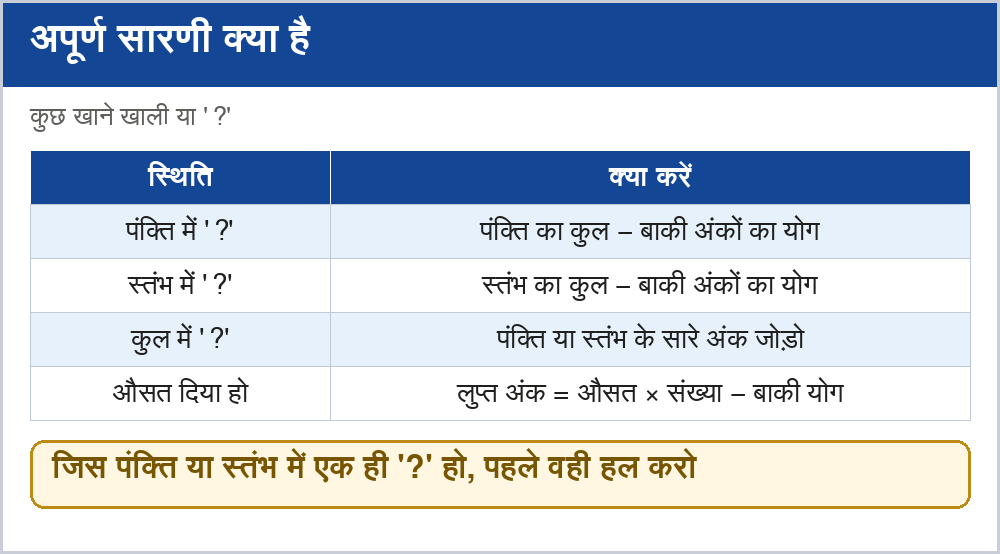 अपूर्ण सारणी क्या है
कुछ खाने खाली या '?'
स्थिति क्या करें
पंक्ति में '?' पंक्ति का कुल – बाकी अंकों का योग
स्तंभ में '?' स्तंभ का कुल – बाकी अंकों का योग
कुल में '?' पंक्ति या स्तंभ के सारे अंक जोड़ो
औसत दिया हो लुप्त अंक = औसत × संख्या – बाकी योग
जिस पंक्ति या स्तंभ में एक ही '?' हो, पहले वही हल करो